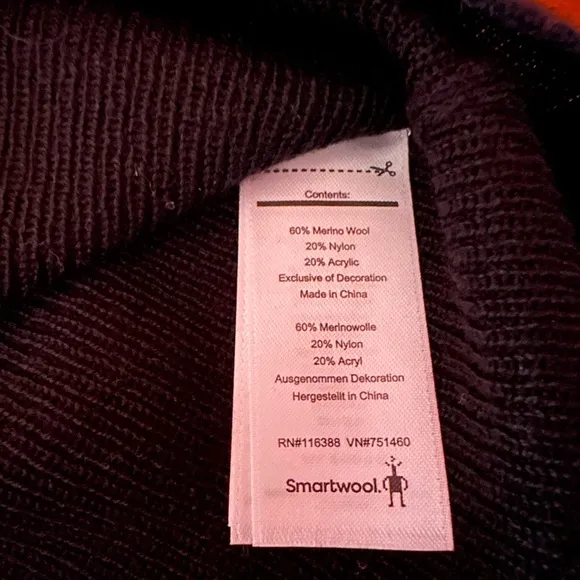 Contents:
60% Merino Wool
20% Nylon
20% Acrylic
Exclusive of Decoration
Made in China
60% Merinowolle
20% Nylon
20% Acryl
Ausgenommen Dekoration
Hergestellt in China
RN#116388 VN#751460
Smartwool.